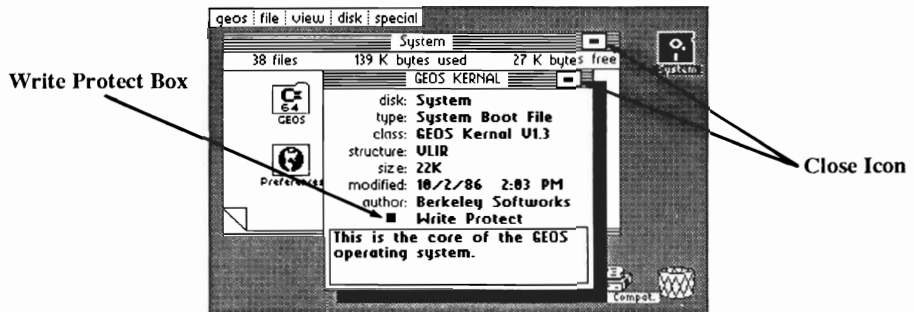 geos file view disk special
System
38 files 139 K bytes used 27 K bytes free
System
Write Protect Box
GEOS KERNAL
C=
64
GEOS
disk: System
type: System Boot File
class: GEOS Kernal V1.3
structure: VLIR
size: 22K
Close Icon
Preferences
modified: 10/2/86 2:03 PM
author: Berkeley Softworks
Write Protect
This is the core of the GEOS
operating system.
Compat.